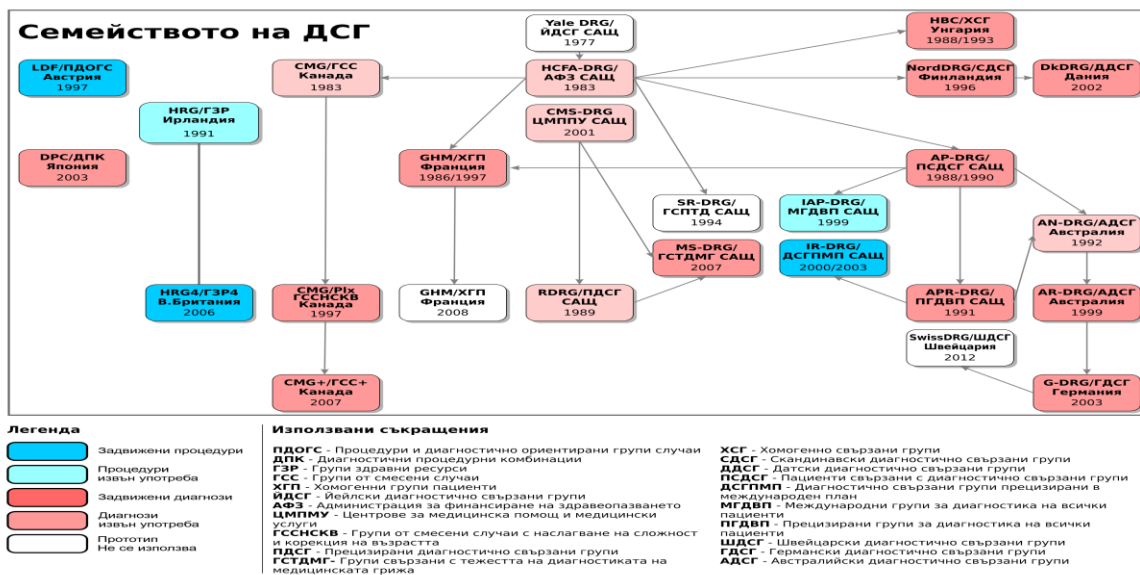 Семейството на ДСГ
Yale DRG/
ЙДСГ САЩ
1977
HBC/ХСГ
Унгария
1988/1993
LDF/ПДОГС
Австрия
1997
CMG/ГСС
Канада
1983
HCFA-DRG/
АФЗ САЩ
1983
NordDRG/СДСГ
Финландия
1996
DkDRG/ДДСГ
Дания
2002
HRG/ГЗР
Ирландия
1991
CMS-DRG
ЦМППУ САЩ
2001
DPC/ДПК
Япония
2003
GHM/ХГП
Франция
1986/1997
AP-DRG/
ПСДСГ САЩ
1988/1990
SR-DRG/
ГСПТД САЩ
1994
IAP-DRG/
МГДВП САЩ
1999
AN-DRG/АДСГ
Австралия
1992
MS-DRG/
ГСТДМГ САЩ
2007
IR-DRG/
ДСГПМП САЩ
2000/2003
HRG4/ГЗР4
В.Британия
2006
CMG/Plx
ГССНСКВ
Канада
1997
GHM/ХГП
Франция
2008
RDRG/ПДСГ
САЩ
1989
APR-DRG/
ПГДВП САЩ
1991
AR-DRG/АДСГ
Австралия
1999
SwissDRG/ШДСГ
Швейцария
2012
CMG+/ГСС+
Канада
2007
G-DRG/ГДСГ
Германия
2003
Легенда
Задвижени процедури
Процедури
извън употреба
Задвижени диагнози
Диагнози
извън употреба
Прототип
Не се използва
Използвани съкращения
ПДОГС - Процедури и диагностично ориентирани групи случаи
ДПК - Диагностични процедурни комбинации
ГЗР - Групи здравни ресурси
ГСС - Групи от смесени случаи
ХГП - Хомогенни групи пациенти
ЙДСГ - Йейлски диагностично свързани групи
АФЗ - Администрация за финансиране на здравеопазването
ЦМПМУ - Центрове за медицинска помощ и медицински
услуги
ГССНСКВ - Групи от смесени случаи с наслагване на сложност
и корекция на възрастта
ПДСГ - Прецизирани диагностично свързани групи
ГСТДМГ- Групи свързани с тежестта на диагностиката на
медицинската грижа
ХСГ - Хомогенно свързани групи
СДСГ - Скандинавски диагностично свързани групи
ДДСГ - Датски диагностично свързани групи
ПСДСГ - Пациенти свързани с диагностично свързани групи
ДСГПМП - Диагностично свързани групи прецизирани в
международен план
МГДВП - Международни групи за диагностика на всички
пациенти
ПГДВП - Прецизирани групи за диагностика на всички
пациенти
ШДСГ - Швейцарски диагностично свързани групи
ГДСГ - Германски диагностично свързани групи
АДСГ - Австралийски диагностично свързани групи